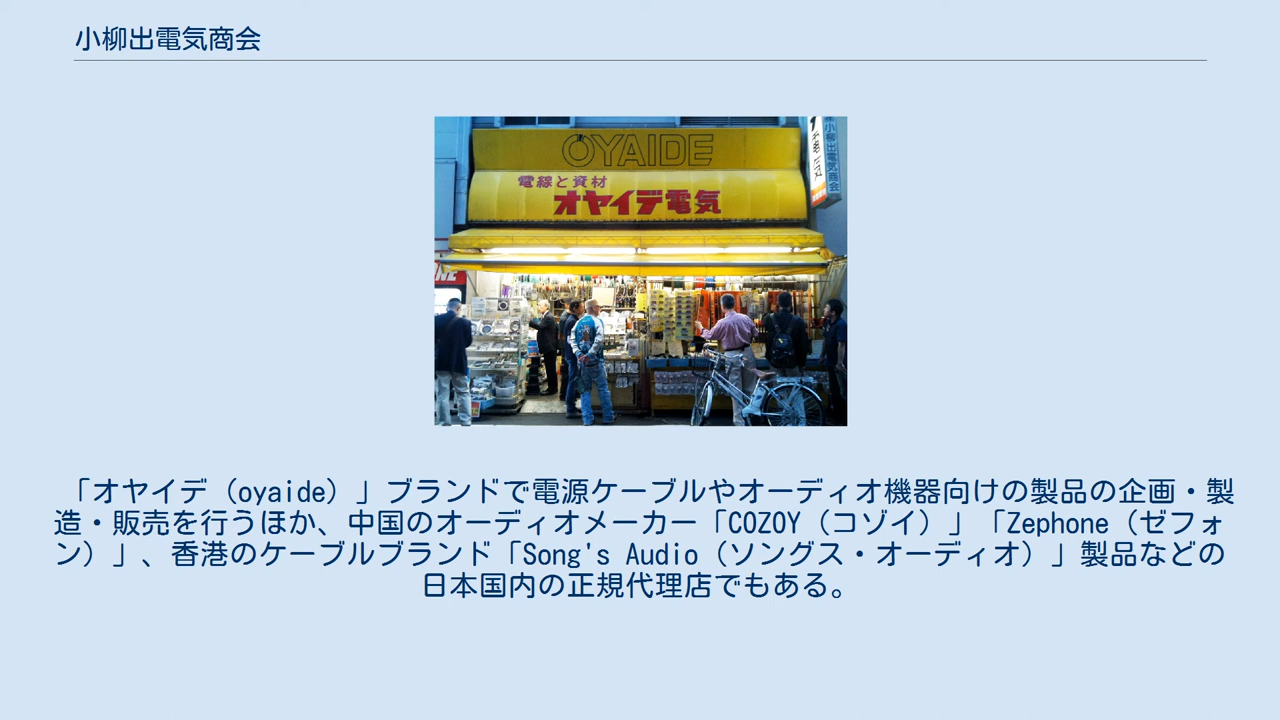 小柳出電気商会
OYAIDE
電線と資材
オヤイデ電気
㈱小柳出電気商会
「オヤイデ（oyaide）」ブランドで電源ケーブルやオーディオ機器向けの製品の企画・製
造・販売を行うほか、中国のオーディオメーカー「COZOY（コゾイ）」「Zephone（ゼフォ
ン）」、香港のケーブルブランド「Song's Audio（ソングス・オーディオ）」製品などの
日本国内の正規代理店でもある。